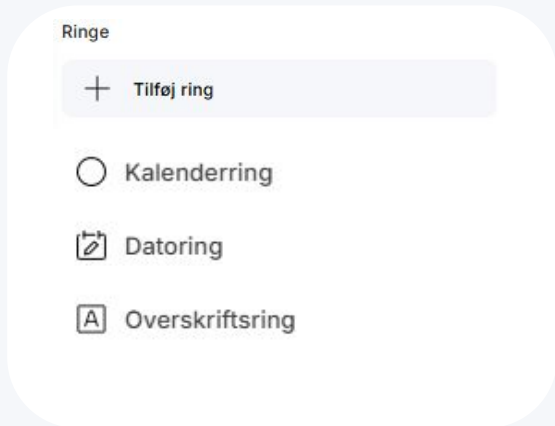 Ringe
Tilføj ring
Kalenderring
Datoring
Overskriftsring